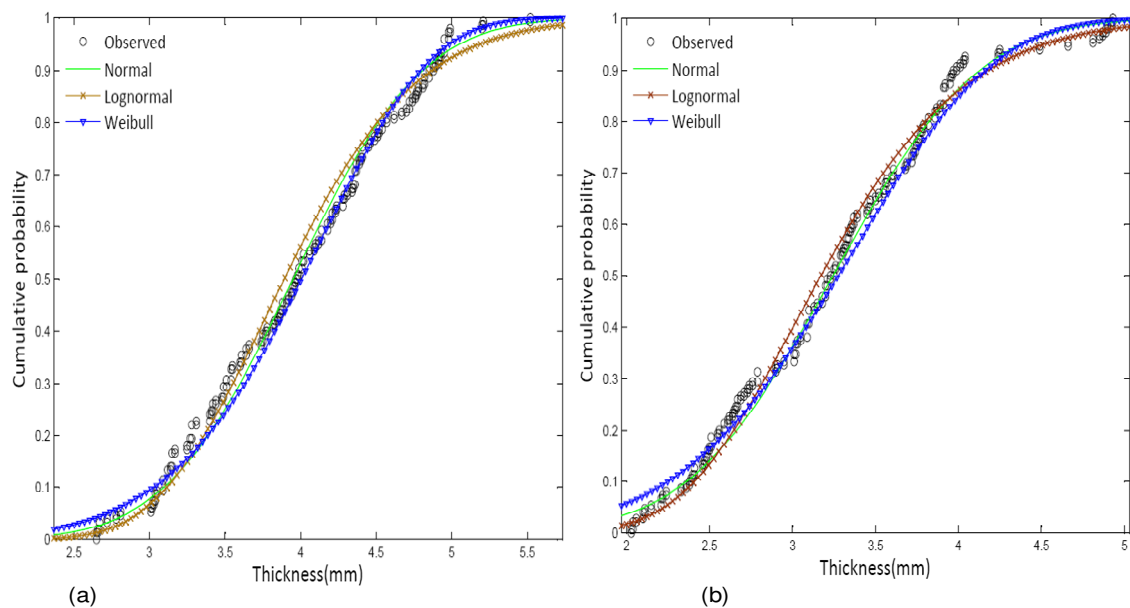 1
0.9
0.8
0.7
0.6
0.5
0.4
0.3
0.2
0.1
0
Cumulative probability
Observed
Normal
Lognormal
Weibull
2.5 3 3.5 4 4.5 5 5.5
Thickness(mm)
(a)
1
0.9
0.8
0.7
0.6
0.5
0.4
0.3
0.2
0.1
0
Cumulative probability
Observed
Normal
Lognormal
Weibull
2 2.5 3 3.5 4 4.5 5
Thickness(mm)
(b)